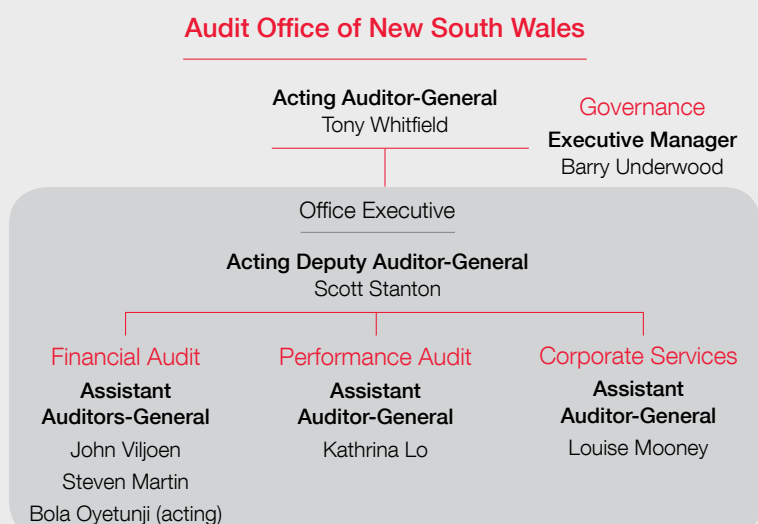 Audit Office of New South Wales
Acting Auditor-General
Tony Whitfield
Governance
Executive Manager
Barry Underwood
Office Executive
Acting Deputy Auditor-General
Scott Stanton
Financial Audit
Assistant
Auditors-General
John Viljoen
Steven Martin
Bola Oyetunji (acting)
Performance Audit
Assistant
Auditor-General
Kathrina Lo
Corporate Services
Assistant
Auditor-General
Louise Mooney